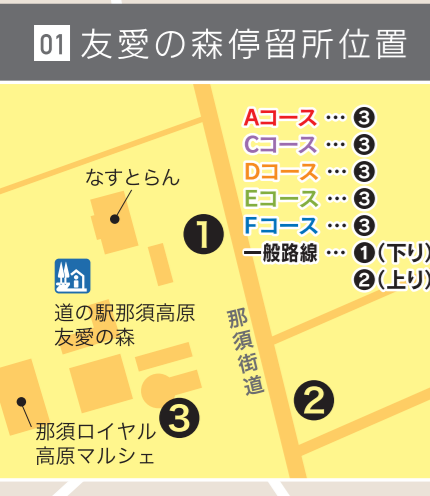 01 友愛の森停留所位置
Aコース … ❸
Cコース … ❸
Dコース … ❸
Eコース … ❸
Fコース … ❸
一般路線 … ❶(下り)
❷(上り)
なすとらん
❶
道の駅那須高原
友愛の森
那須街道
❷
❸
那須ロイヤル
高原マルシェ